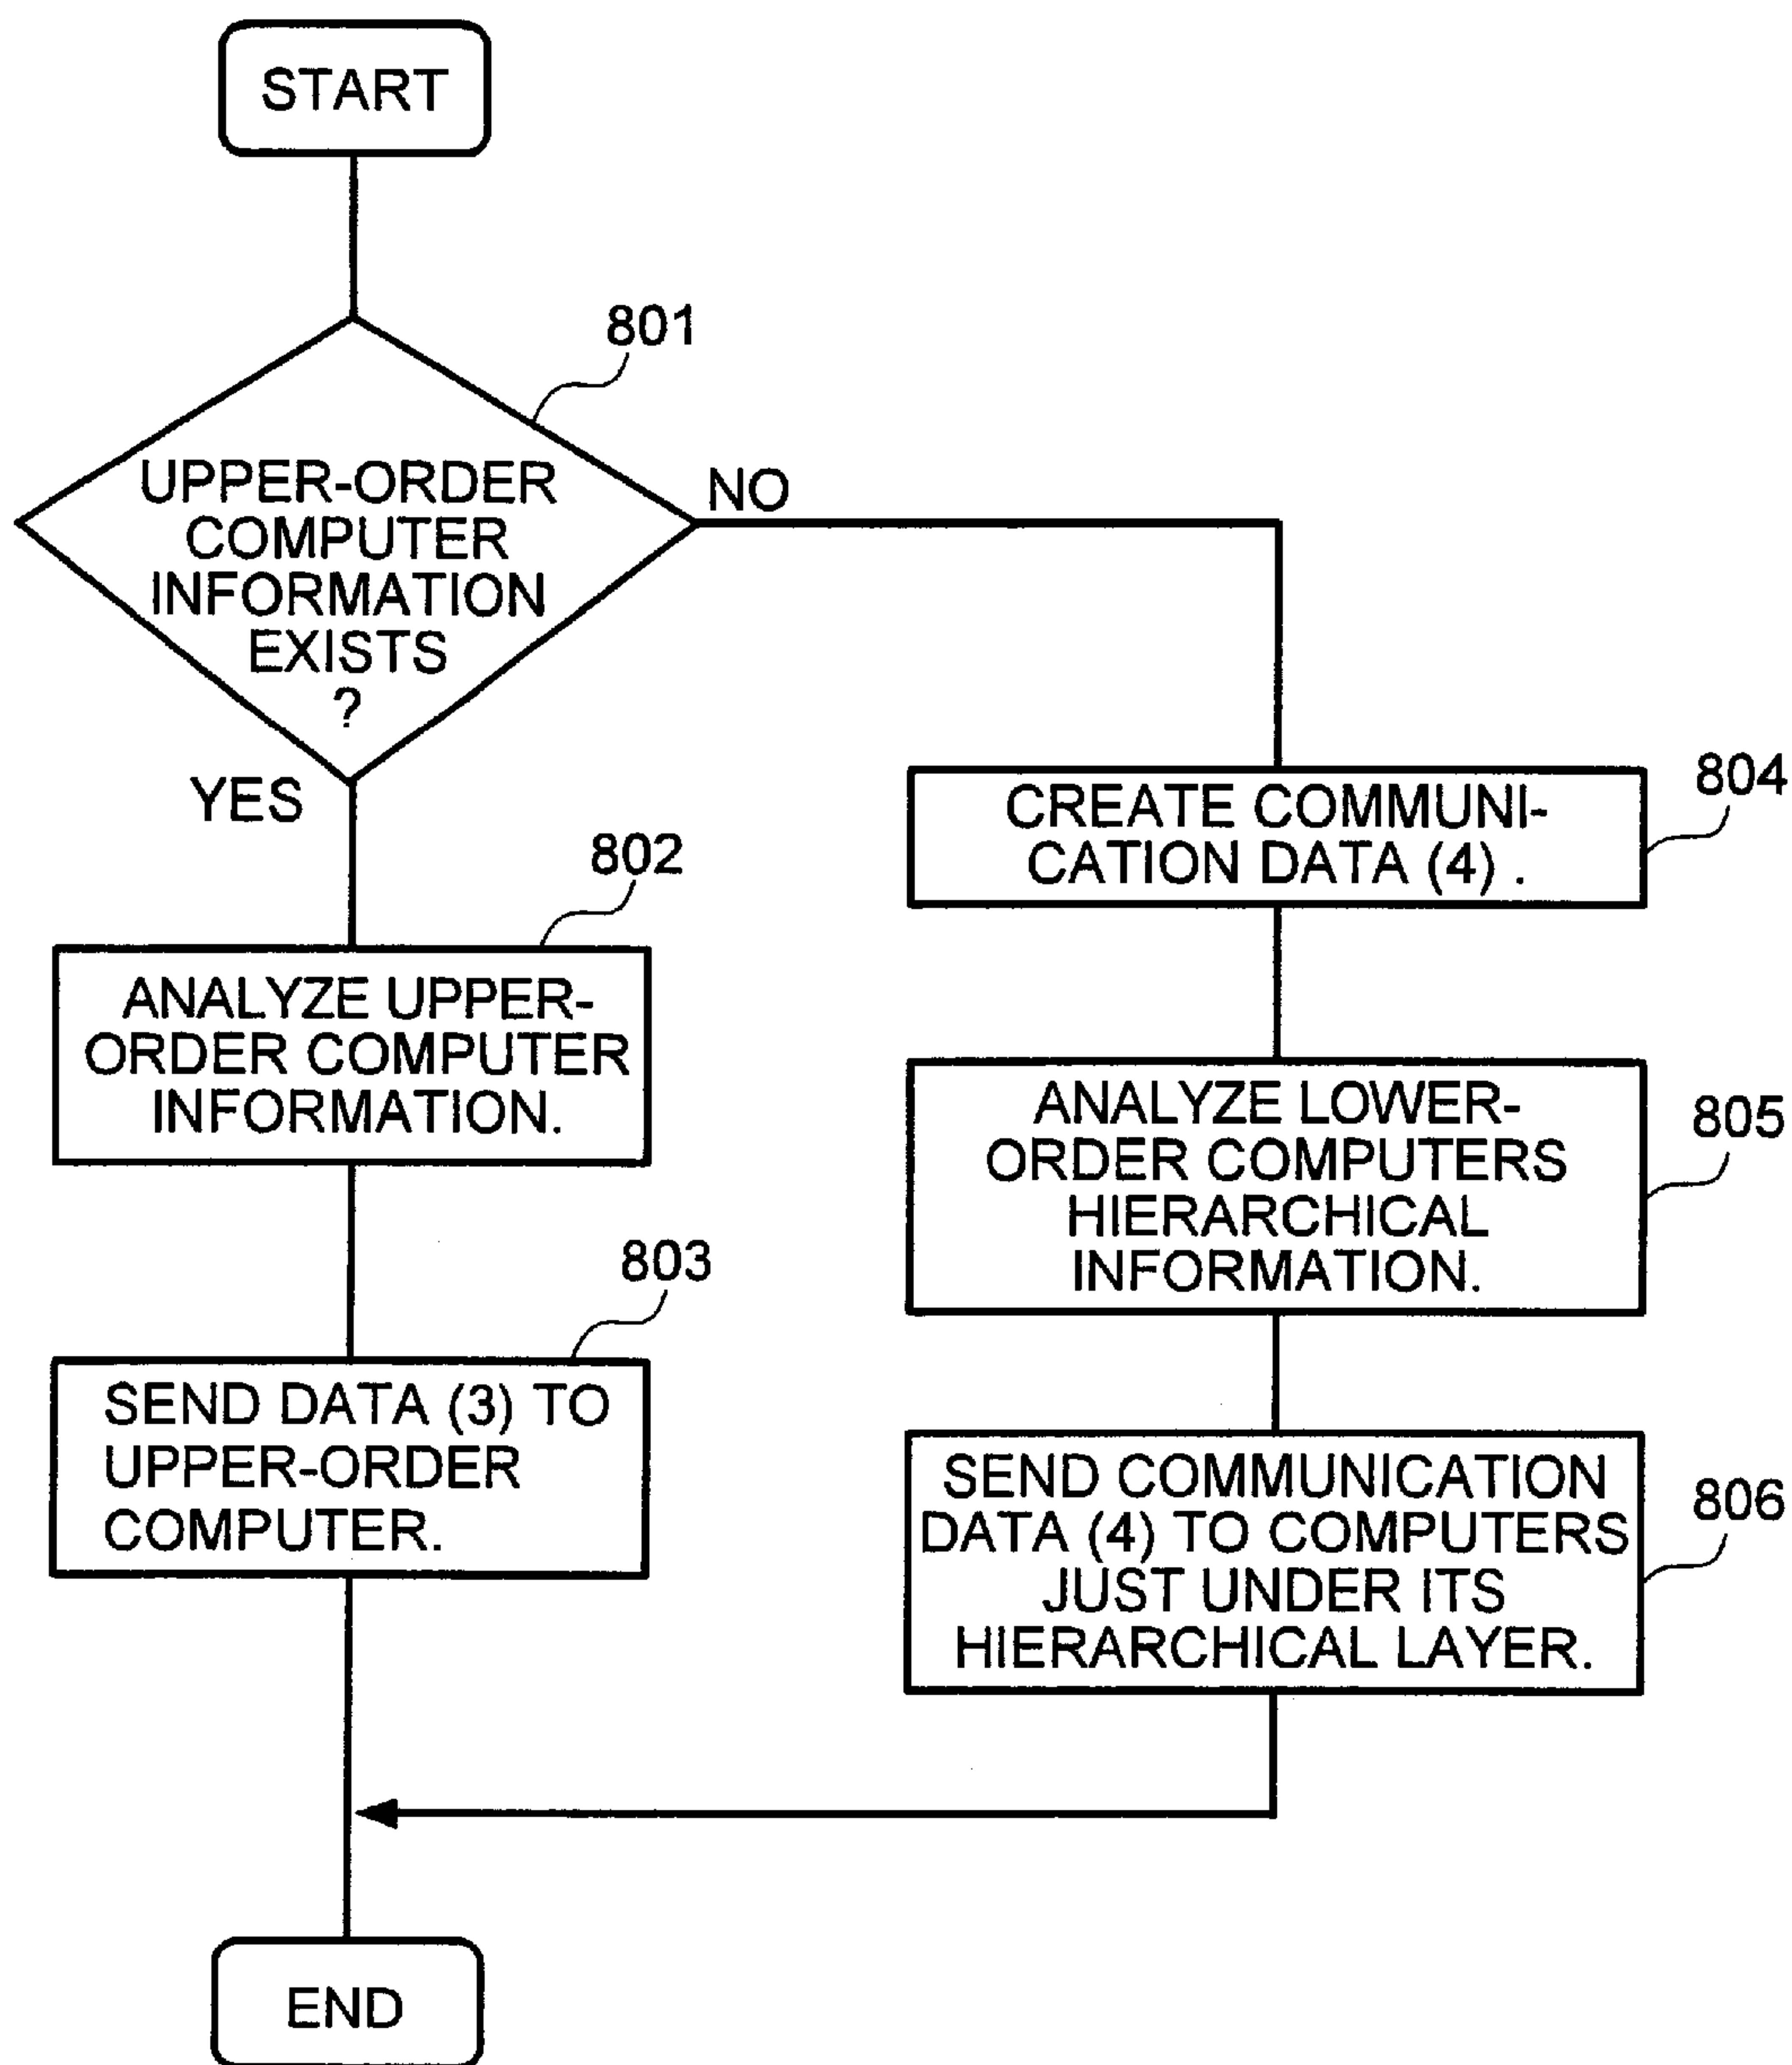 START
801
UPPER-ORDER
COMPUTER
INFORMATION
EXISTS
?
NO
YES
802
ANALYZE UPPER-
ORDER COMPUTER
INFORMATION.
803
SEND DATA (3) TO
UPPER-ORDER
COMPUTER.
804
CREATE COMMUNI-
CATION DATA (4) .
805
ANALYZE LOWER-
ORDER COMPUTERS
HIERARCHICAL
INFORMATION.
806
SEND COMMUNICATION
DATA (4) TO COMPUTERS
JUST UNDER ITS
HIERARCHICAL LAYER.
END